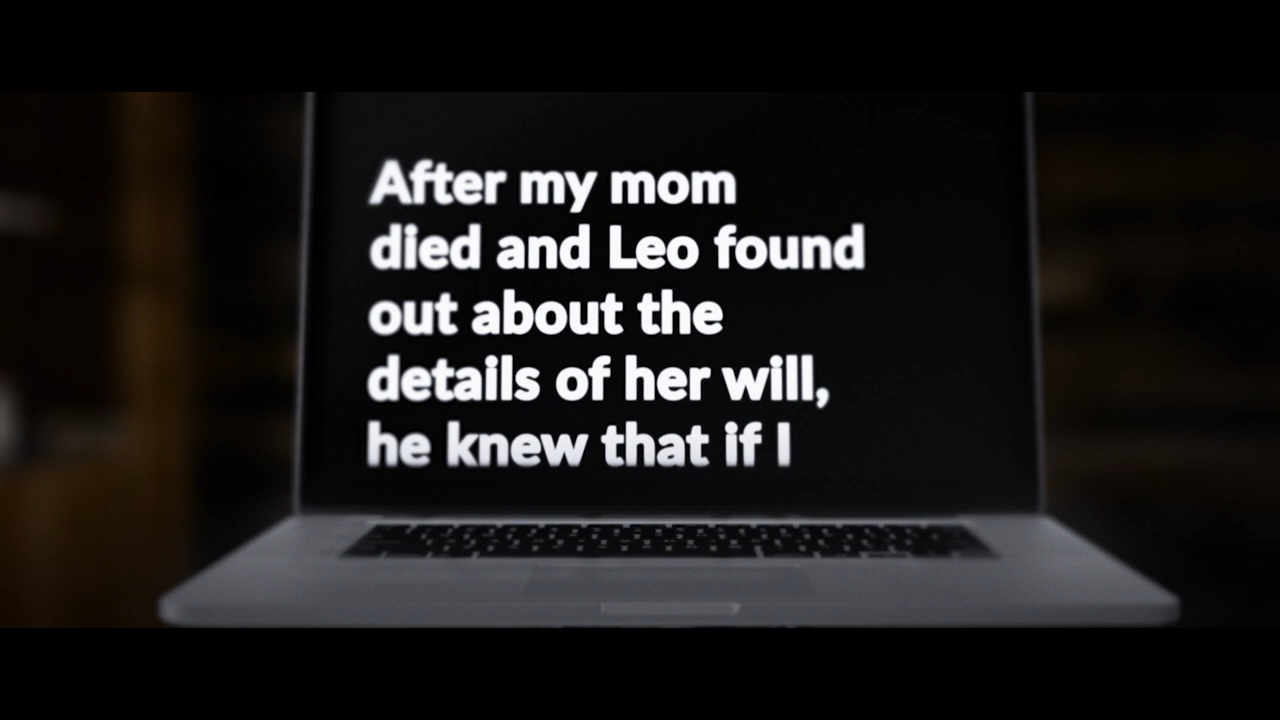 After my mom
died and Leo found
out about the
details of her will,
he knew that if I